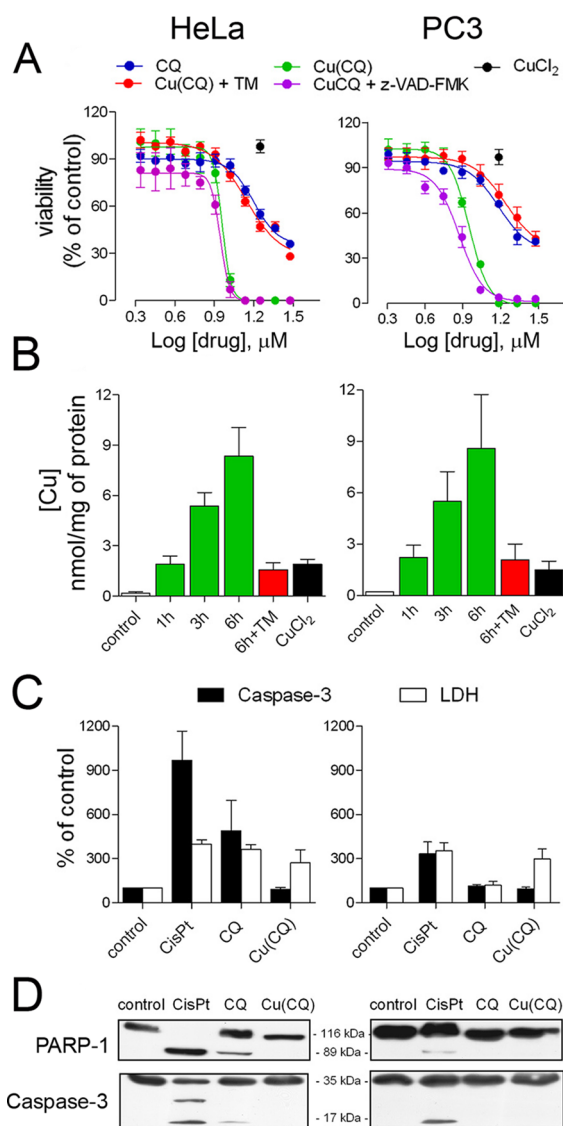 HeLa PC3
A
CQ Cu(CQ) CuCl₂
Cu(CQ) + TM CuCQ + z-VAD-FMK
viability
(% of control)
120
90
60
30
0
0.3 0.6 0.9 1.2 1.5
Log [drug], μM
120
90
60
30
0
0.3 0.6 0.9 1.2 1.5
Log [drug], μM
B
[Cu]
nmol/mg of protein
12
9
6
3
0
control 1h 3h 6h 6h+TM CuCl₂
12
9
6
3
0
control 1h 3h 6h 6h+TM CuCl₂
C
Caspase-3 LDH
% of control
1200
900
600
300
0
control CisPt CQ Cu(CQ)
1200
900
600
300
0
control CisPt CQ Cu(CQ)
D
control CisPt CQ Cu(CQ) control CisPt CQ Cu(CQ)
PARP-1
- 116 kDa -
- 89 kDa -
Caspase-3
- 35 kDa -
- 17 kDa -